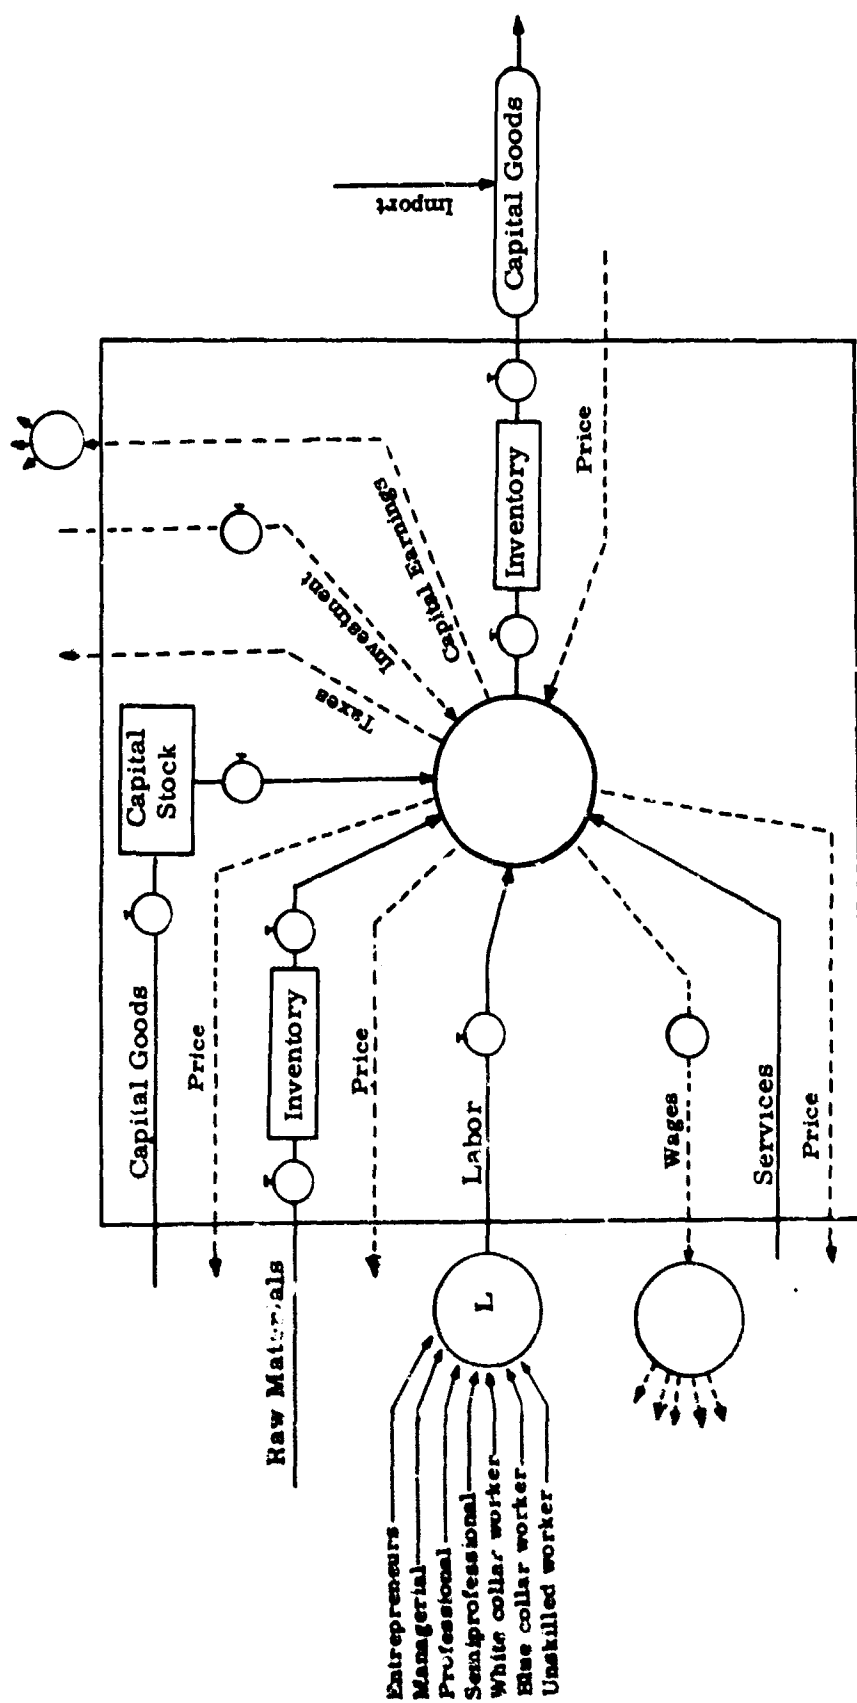 Capital Goods
Capital
Stock
Price
Raw Materials
Inventory
Price
Taxes
Investment
Capital Earnings
Entrepreneurs
Managerial
Professional
Semiprofessional
White collar worker
Blue collar worker
Unskilled worker
L
Labor
Inventory
Capital Goods
Import
Price
Wages
Services
Price